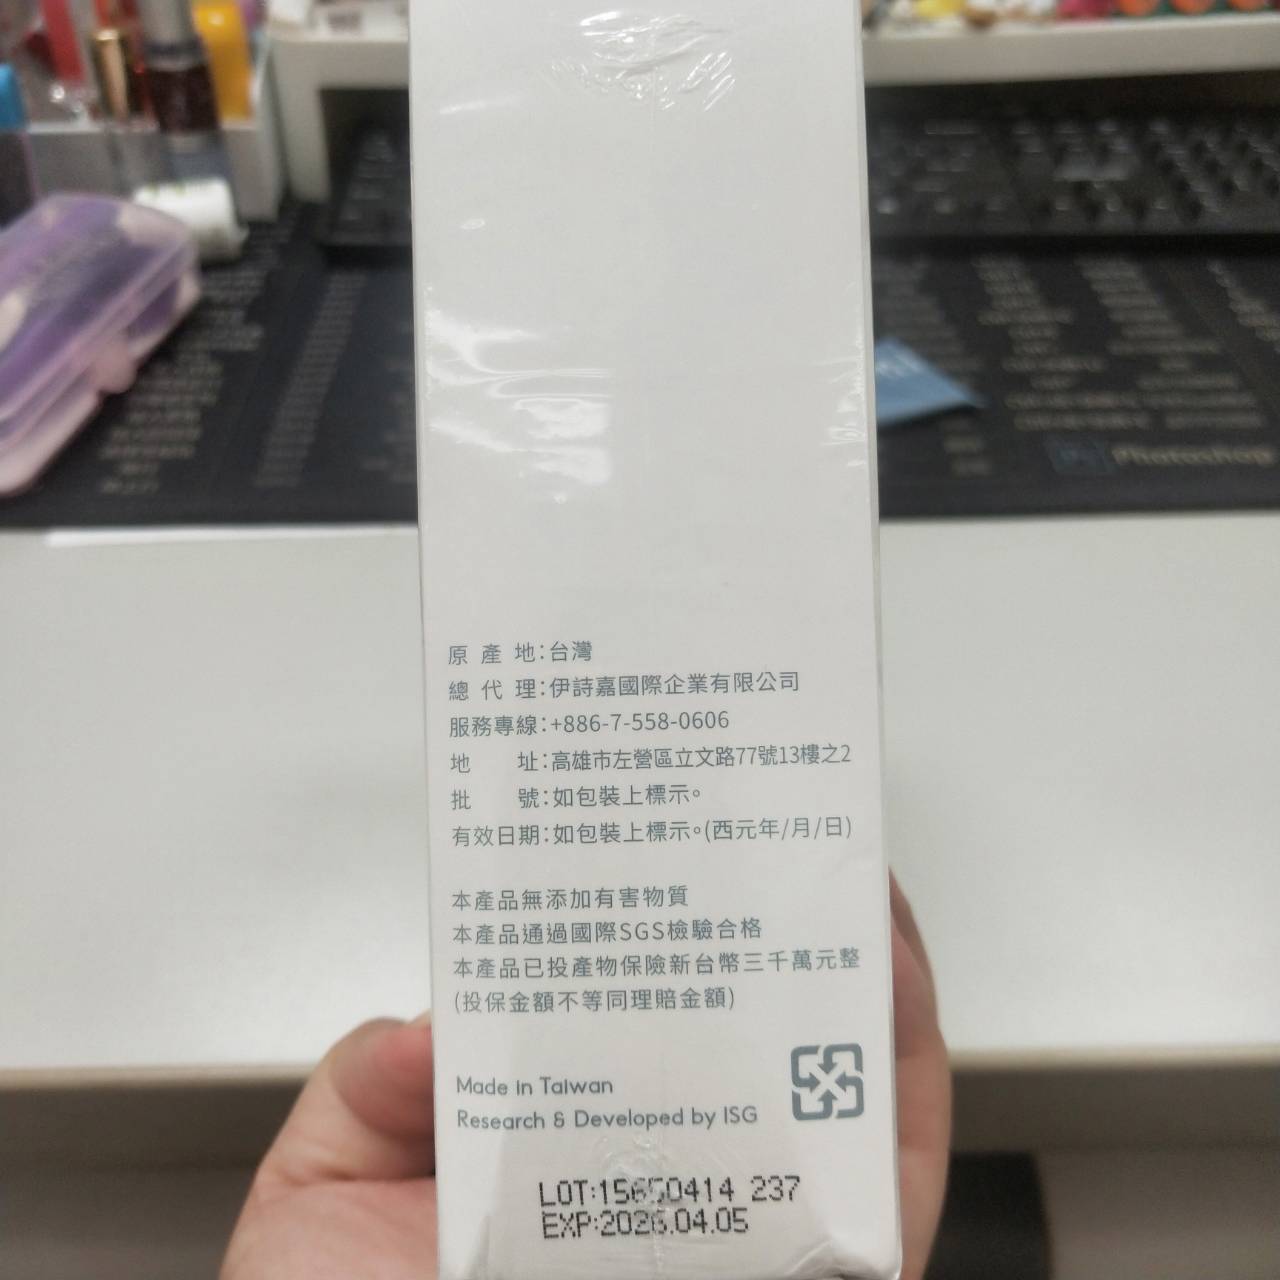 原產地:台灣
總代理:伊詩嘉國際企業有限公司
服務專線:+886-7-558-0606
地址:高雄市左營區立文路77號13樓之2
批號:如包裝上標示。
有效日期:如包裝上標示。(西元年/月/日)
本產品無添加有害物質
本產品通過國際SGS檢驗合格
本產品已投產物保險新台幣三千萬元整
(投保金額不等同理賠金額)
Made in Taiwan
Research & Developed by ISG
LOT: 237
EXP:
Photoshop